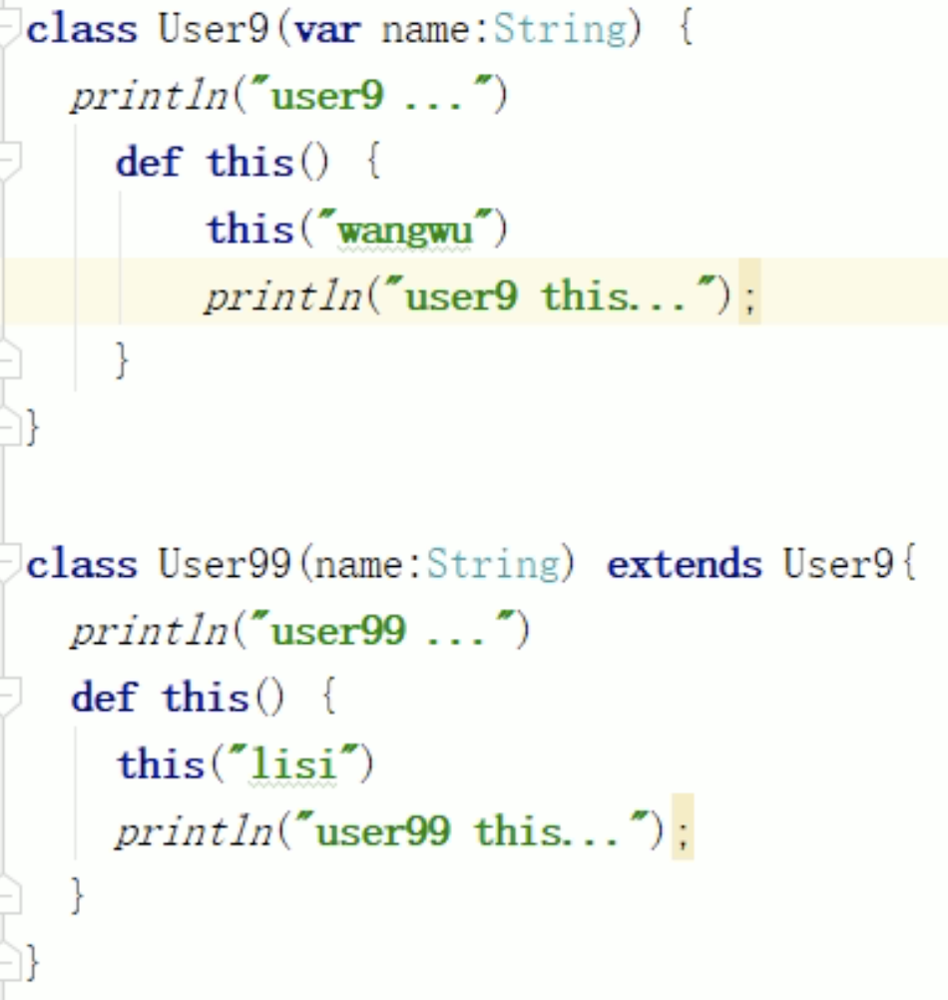 class User9(var name:String) {
println("user9 ...")
def this() {
this("wangwu")
println("user9 this...");
}
}
class User99(name:String) extends User9{
println("user99 ...")
def this() {
this("lisi")
println("user99 this...");
}
}